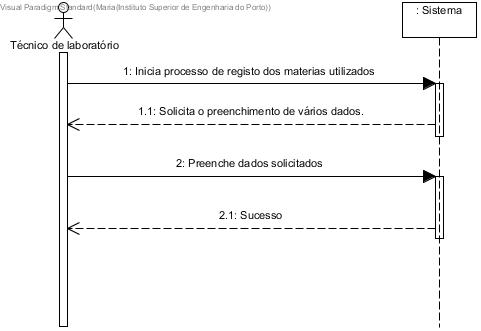 Visual Paradigm Standard(Maria(Instituto Superior de Engenharia do Porto))
: Sistema
Técnico de laboratório
1: Inicia processo de registo dos materias utilizados
1.1: Solicita o preenchimento de vários dados.
2: Preenche dados solicitados
2.1: Sucesso